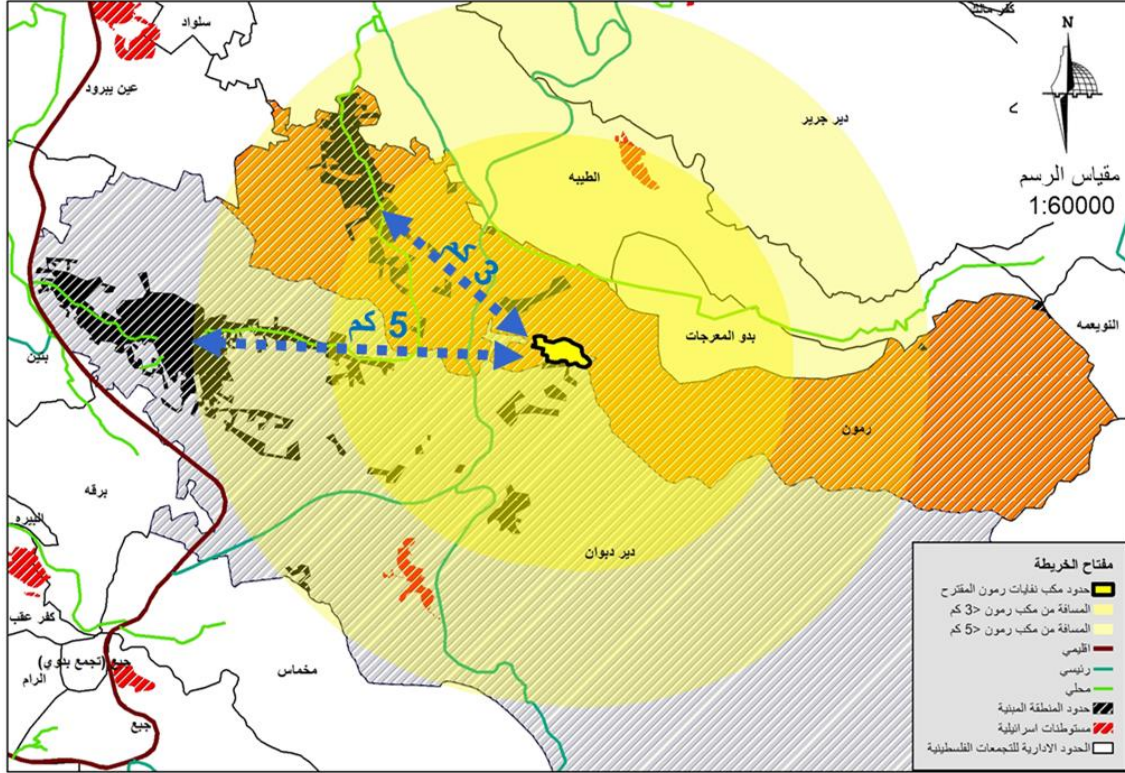 سلواد
كفر مالك
N
عين يبرود
دير جرير
الطيبه
مقياس الرسم
1:60000
3 كم
5 كم
النويعمه
بدو المعرجات
رمون
برقه
البيره
دير دبوان
كفر عقب
مخماس
جبع (تجمع بدوي)
الرام
جبع
مفتاح الخريطة
حدود مكب نفايات رمون المقترح
المسافة من مكب رمون <3 كم
المسافة من مكب رمون <5 كم
اقليمي
رئيسي
محلي
حدود المنطقة المبنية
مستوطنات اسرائيلية
الحدود الادارية للتجمعات الفلسطينية